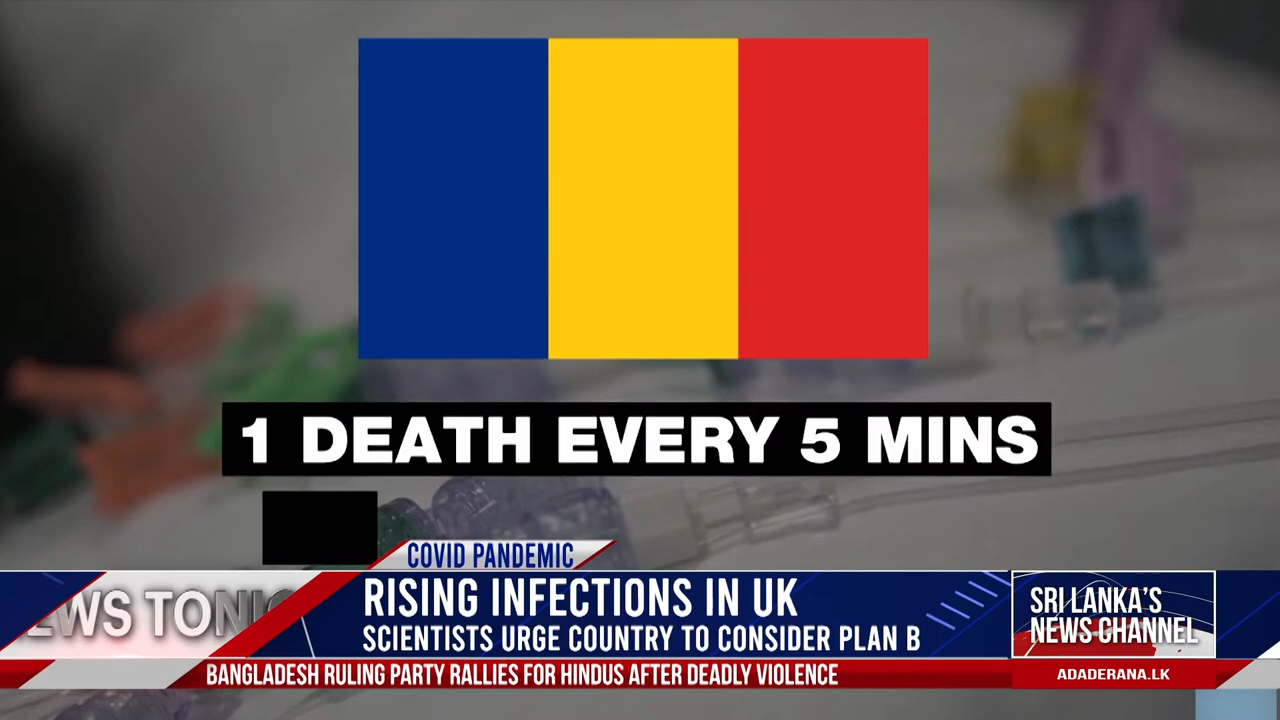 1 DEATH EVERY 5 MINS
COVID PANDEMIC
RISING INFECTIONS IN UK
SCIENTISTS URGE COUNTRY TO CONSIDER PLAN B
SRI LANKA'S
NEWS CHANNEL
BANGLADESH RULING PARTY RALLIES FOR HINDUS AFTER DEADLY VIOLENCE
ADADERANA.LK